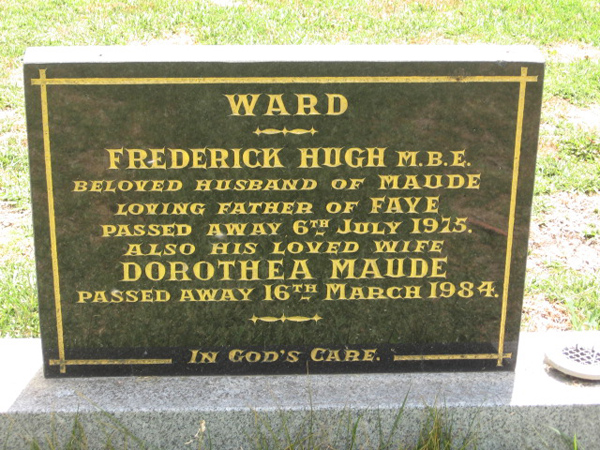 WARD
FREDERICK HUGH M.B.E.
BELOVED HUSBAND OF MAUDE
LOVING FATHER OF FAYE
PASSED AWAY 6TH JULY 1975.
ALSO HIS LOVED WIFE
DOROTHEA MAUDE
PASSED AWAY 16TH MARCH 1984.
IN GOD'S CARE.